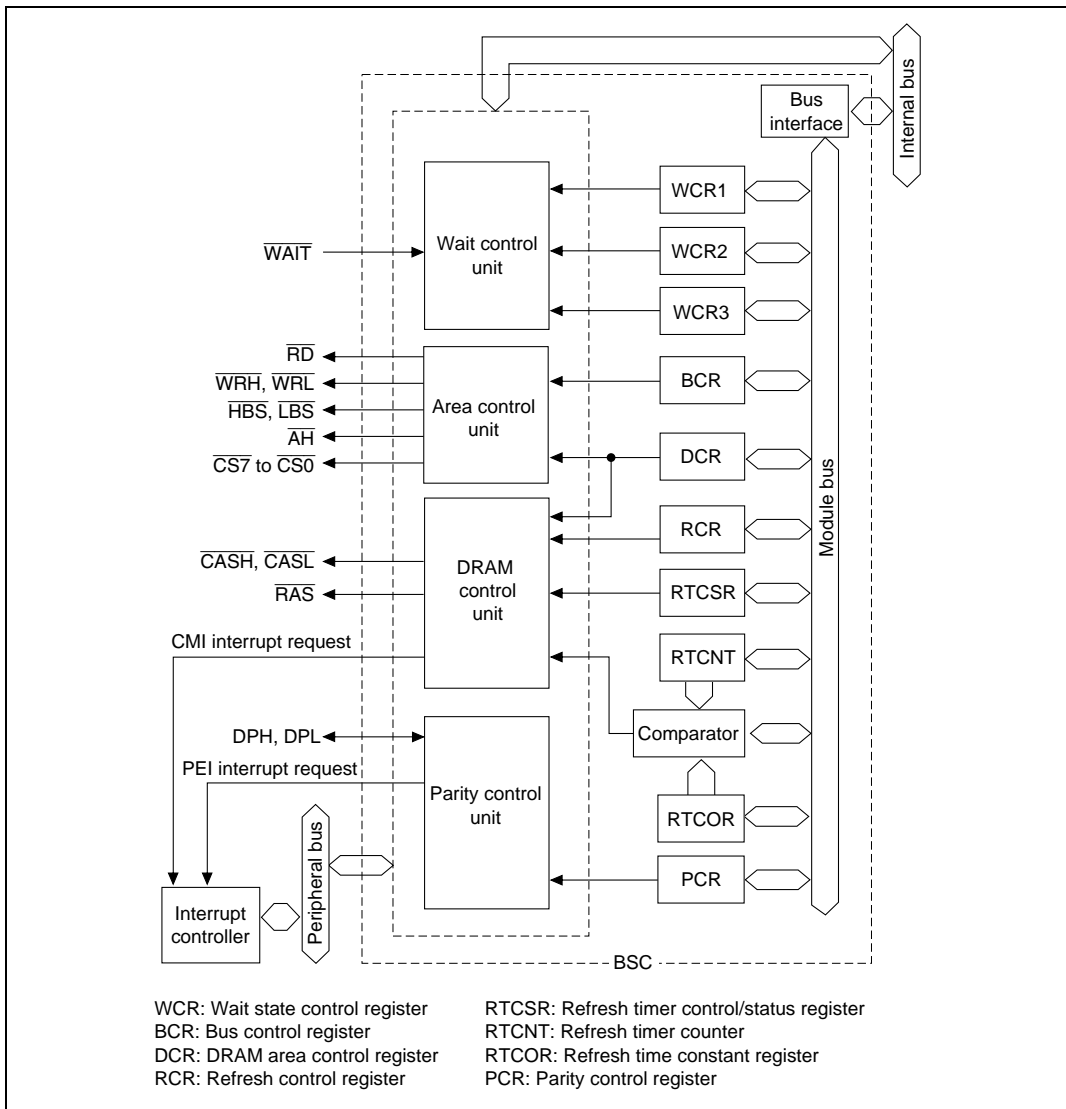 Internal bus
Bus
interface
WCR1
WAIT
Wait control
unit
WCR2
WCR3
RD
WRH, WRL
HBS, LBS
AH
CS7 to CS0
Area control
unit
BCR
DCR
Module bus
RCR
CASH, CASL
RAS
DRAM
control
unit
RTCSR
CMI interrupt request
RTCNT
DPH, DPL
Comparator
PEI interrupt request
Parity control
unit
RTCOR
Peripheral bus
PCR
Interrupt
controller
BSC
WCR: Wait state control register
BCR: Bus control register
DCR: DRAM area control register
RCR: Refresh control register
RTCSR: Refresh timer control/status register
RTCNT: Refresh timer counter
RTCOR: Refresh time constant register
PCR: Parity control register